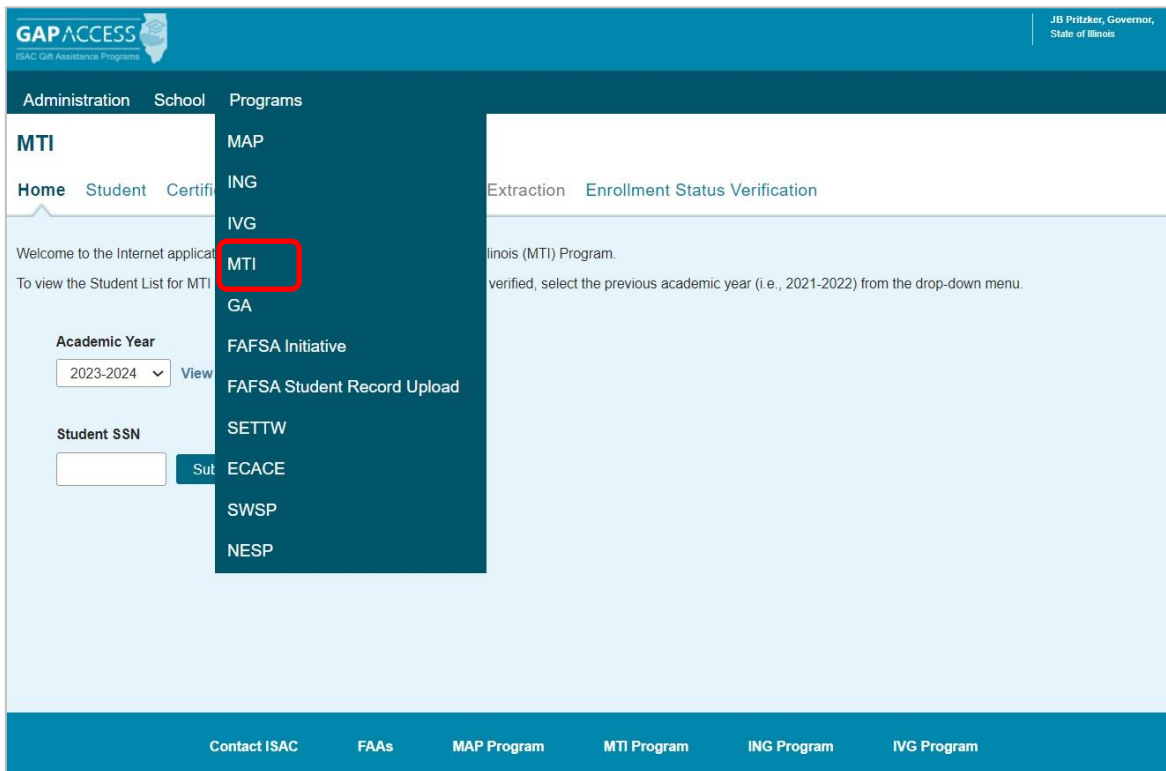 GAPACCESS
ISAC Gift Assistance Programs
JB Pritzker, Governor,
State of Illinois
Administration School Programs
MTI
Home Student Certifi Extraction Enrollment Status Verification
MAP
ING
IVG
MTI
GA
FAFSA Initiative
FAFSA Student Record Upload
SETTW
ECACE
SWSP
NESP
Welcome to the Internet applicat linois (MTI) Program.
To view the Student List for MTI verified, select the previous academic year (i.e., 2021-2022) from the drop-down menu.
Academic Year
2023-2024 View
Student SSN
Sub
Contact ISAC FAAs MAP Program MTI Program ING Program IVG Program